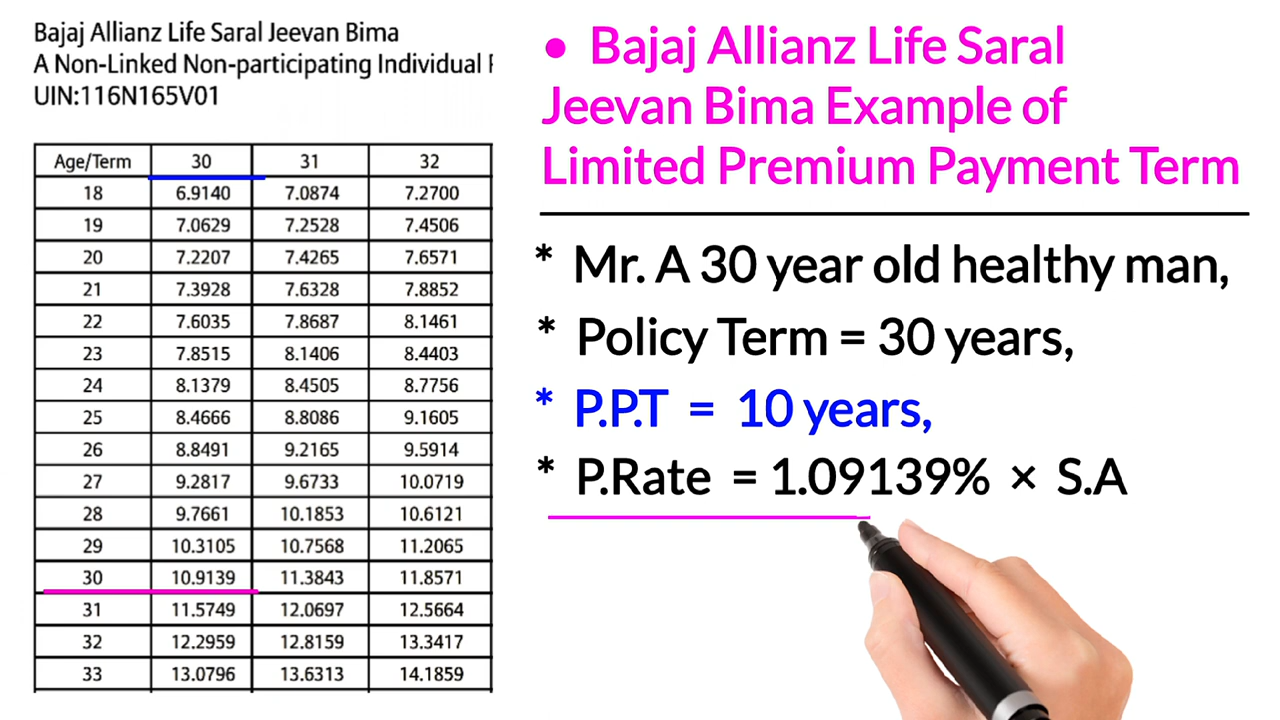 Bajaj Allianz Life Saral Jeevan Bima
A Non-Linked Non-participating Individual
UIN:116N165V01
Age/Term 30 31 32
18 6.9140 7.0874 7.2700
19 7.0629 7.2528 7.4506
20 7.2207 7.4265 7.6571
21 7.3928 7.6328 7.8852
22 7.6035 7.8687 8.1461
23 7.8515 8.1406 8.4403
24 8.1379 8.4505 8.7756
25 8.4666 8.8086 9.1605
26 8.8491 9.2165 9.5914
27 9.2817 9.6733 10.0719
28 9.7661 10.1853 10.6121
29 10.3105 10.7568 11.2065
30 10.9139 11.3843 11.8571
31 11.5749 12.0697 12.5664
32 12.2959 12.8159 13.3417
33 13.0796 13.6313 14.1859
• Bajaj Allianz Life Saral
Jeevan Bima Example of
Limited Premium Payment Term
* Mr. A 30 year old healthy man,
* Policy Term = 30 years,
* P.P.T = 10 years,
* P.Rate = 1.09139% × S.A